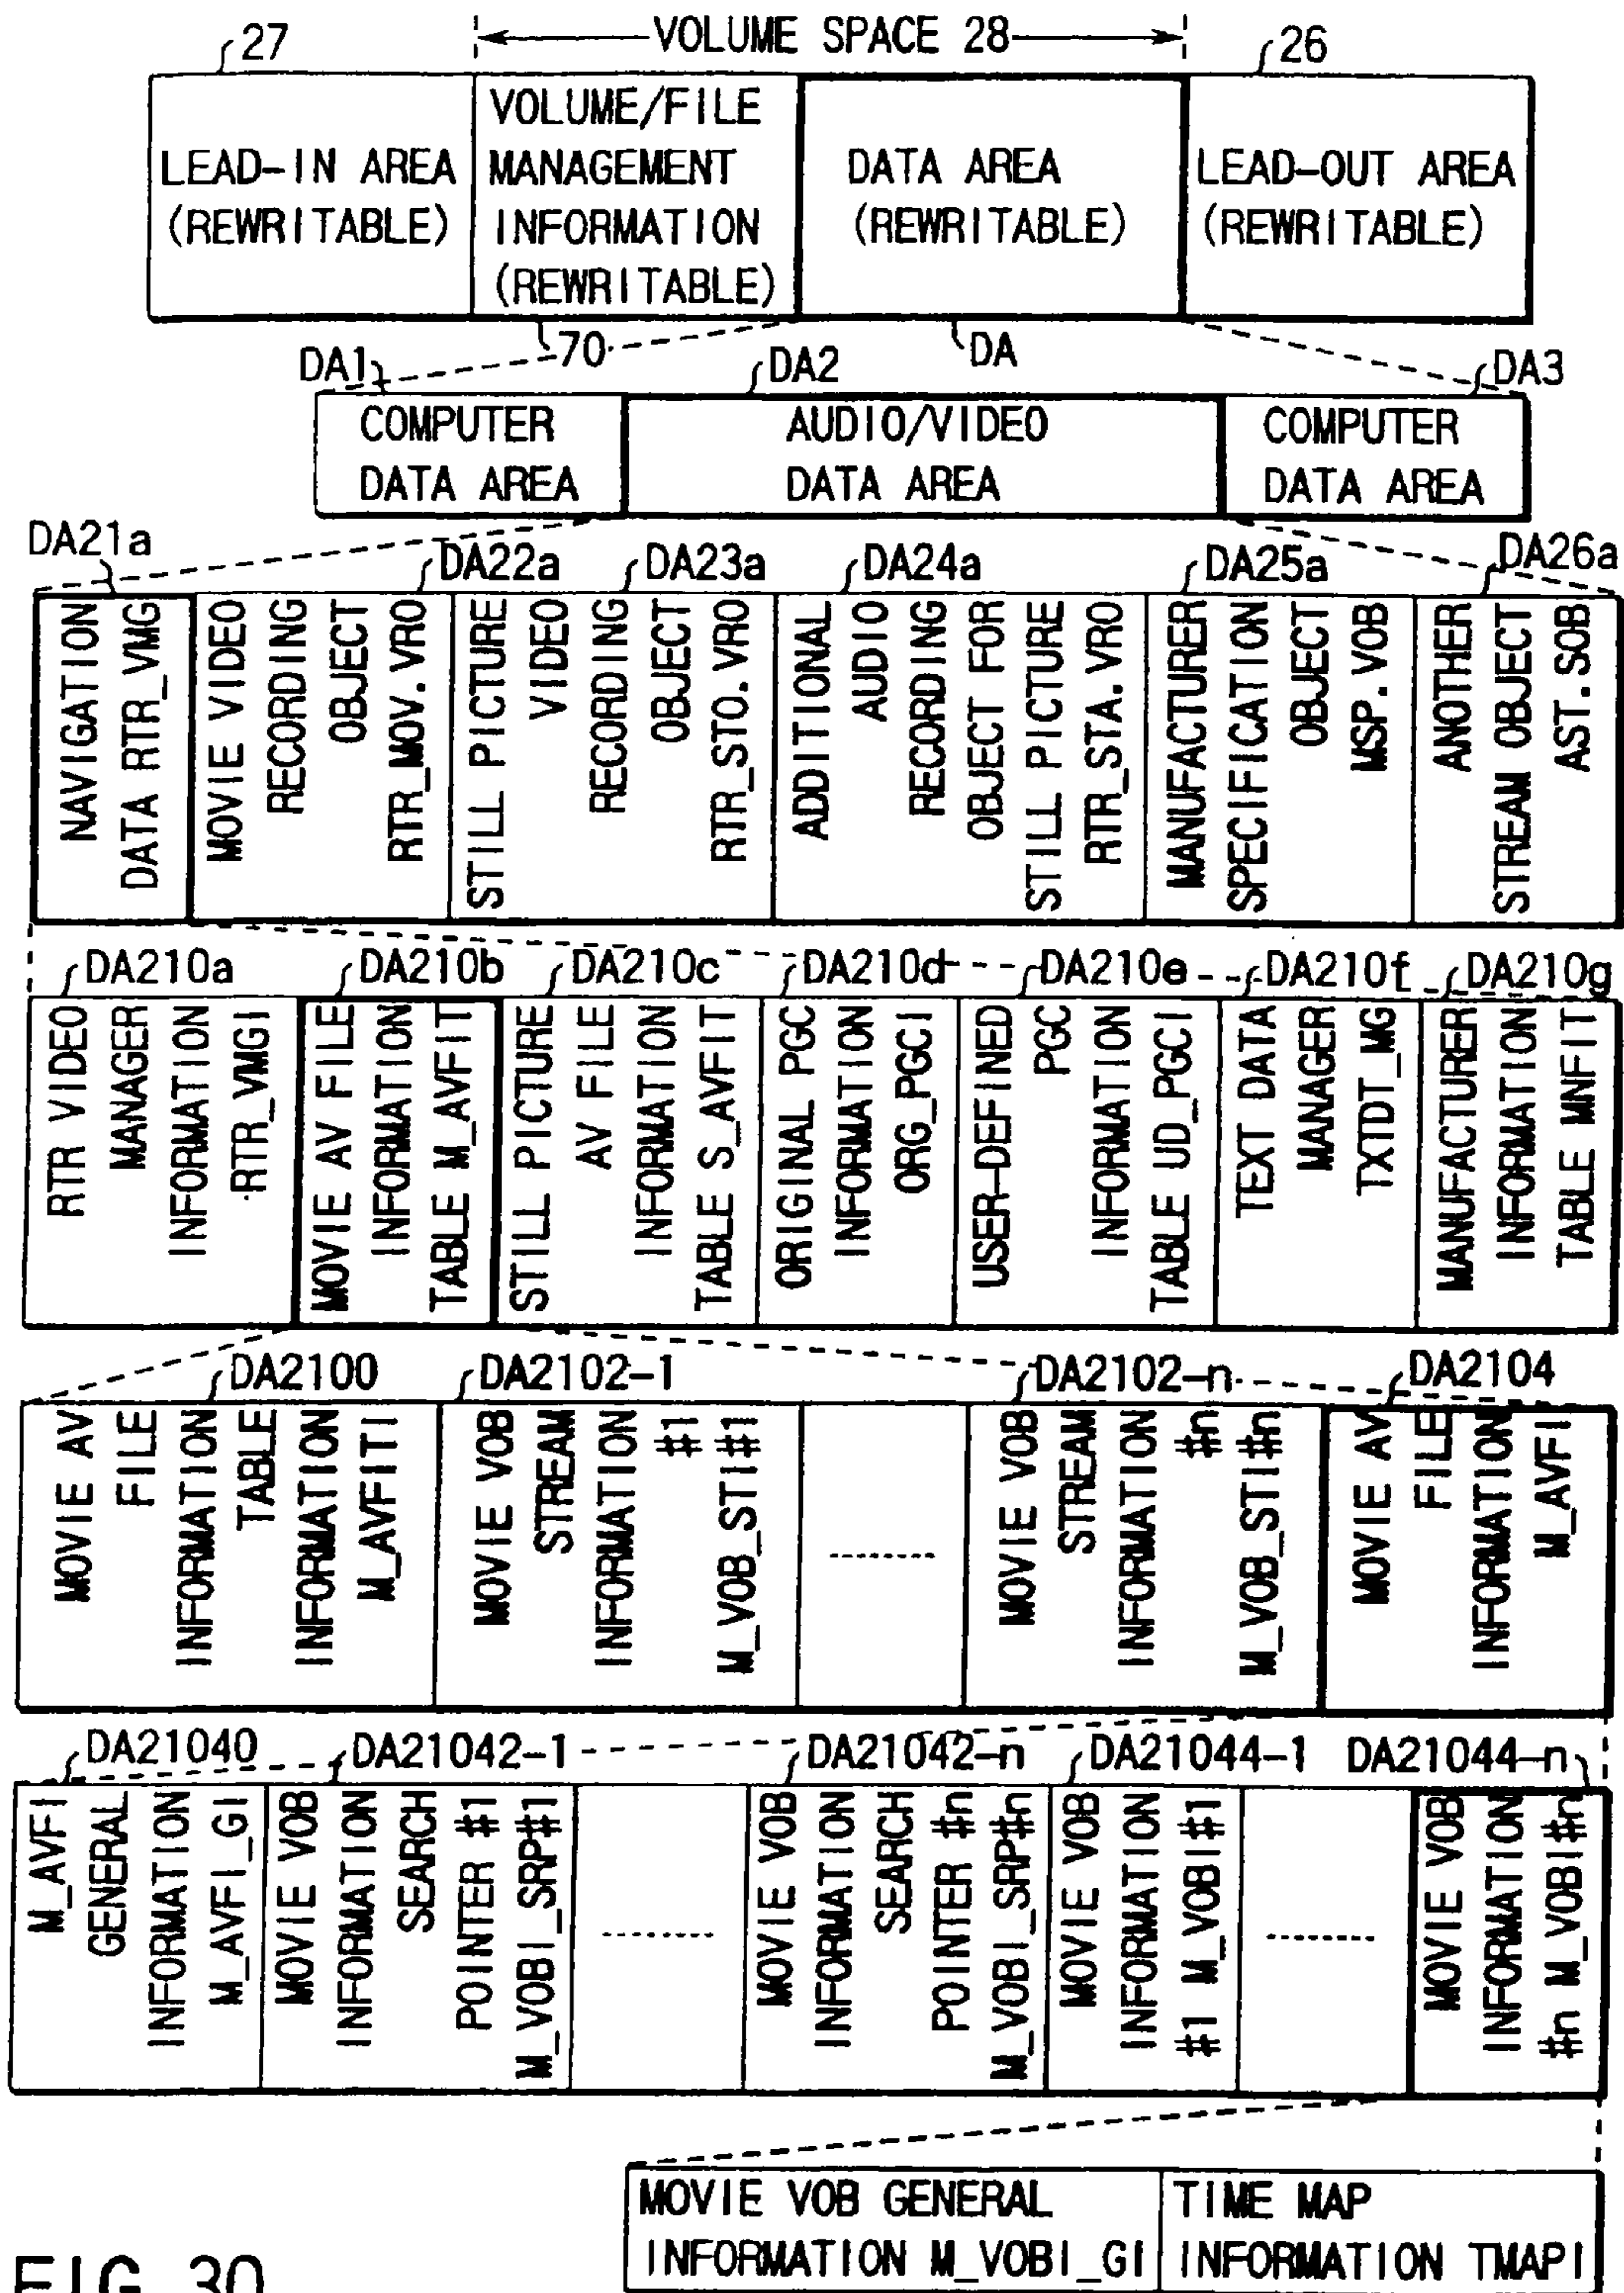 27
VOLUME SPACE 28
26
LEAD-IN AREA
(REWRITABLE)
VOLUME/FILE
MANAGEMENT
INFORMATION
(REWRITABLE)
DATA AREA
(REWRITABLE)
LEAD-OUT AREA
(REWRITABLE)
70
DA
DA1
DA2
DA3
COMPUTER
DATA AREA
AUDIO/VIDEO
DATA AREA
COMPUTER
DATA AREA
DA21a
DA22a
DA23a
DA24a
DA25a
DA26a
NAVIGATION
DATA RTR_VMG
MOVIE VIDEO
RECORDING
OBJECT
RTR_MOV.VRO
STILL PICTURE
VIDEO
RECORDING
OBJECT
RTR_STO.VRO
ADDITIONAL
AUDIO
RECORDING
OBJECT FOR
STILL PICTURE
RTR_STA.VRO
MANUFACTURER
SPECIFICATION
OBJECT
MSP.VOB
ANOTHER
STREAM OBJECT
AST.SOB
DA210a
DA210b
DA210c
DA210d
DA210e
DA210f
DA210g
RTR VIDEO
MANAGER
INFORMATION
RTR_VMGI
MOVIE AV FILE
INFORMATION
TABLE M_AVFIT
STILL PICTURE
AV FILE
INFORMATION
TABLE S_AVFIT
ORIGINAL PGC
INFORMATION
ORG_PGCI
USER-DEFINED
PGC
INFORMATION
TABLE UD_PGCI
TEXT DATA
MANAGER
TXTDT_MG
MANUFACTURER
INFORMATION
TABLE MNFIT
DA2100
DA2102-1
DA2102-n
DA2104
MOVIE AV
FILE
INFORMATION
TABLE
INFORMATION
M_AVFITI
MOVIE VOB
STREAM
INFORMATION
#1
M_VOB_STI#1
MOVIE VOB
STREAM
INFORMATION
#n
M_VOB_STI#n
MOVIE AV
FILE
INFORMATION
M_AVFI
DA21040
DA21042-1
DA21042-n
DA21044-1
DA21044-n
M_AVFI
GENERAL
INFORMATION
M_AVFI_GI
MOVIE VOB
INFORMATION
SEARCH
POINTER #1
M_VOBI_SRP#1
MOVIE VOB
INFORMATION
SEARCH
POINTER #n
M_VOBI_SRP#n
MOVIE VOB
INFORMATION
#1 M_VOBI#1
MOVIE VOB
INFORMATION
#n M_VOBI#n
MOVIE VOB GENERAL
INFORMATION M_VOBI_GI
TIME MAP
INFORMATION TMAPI
FIG. 30